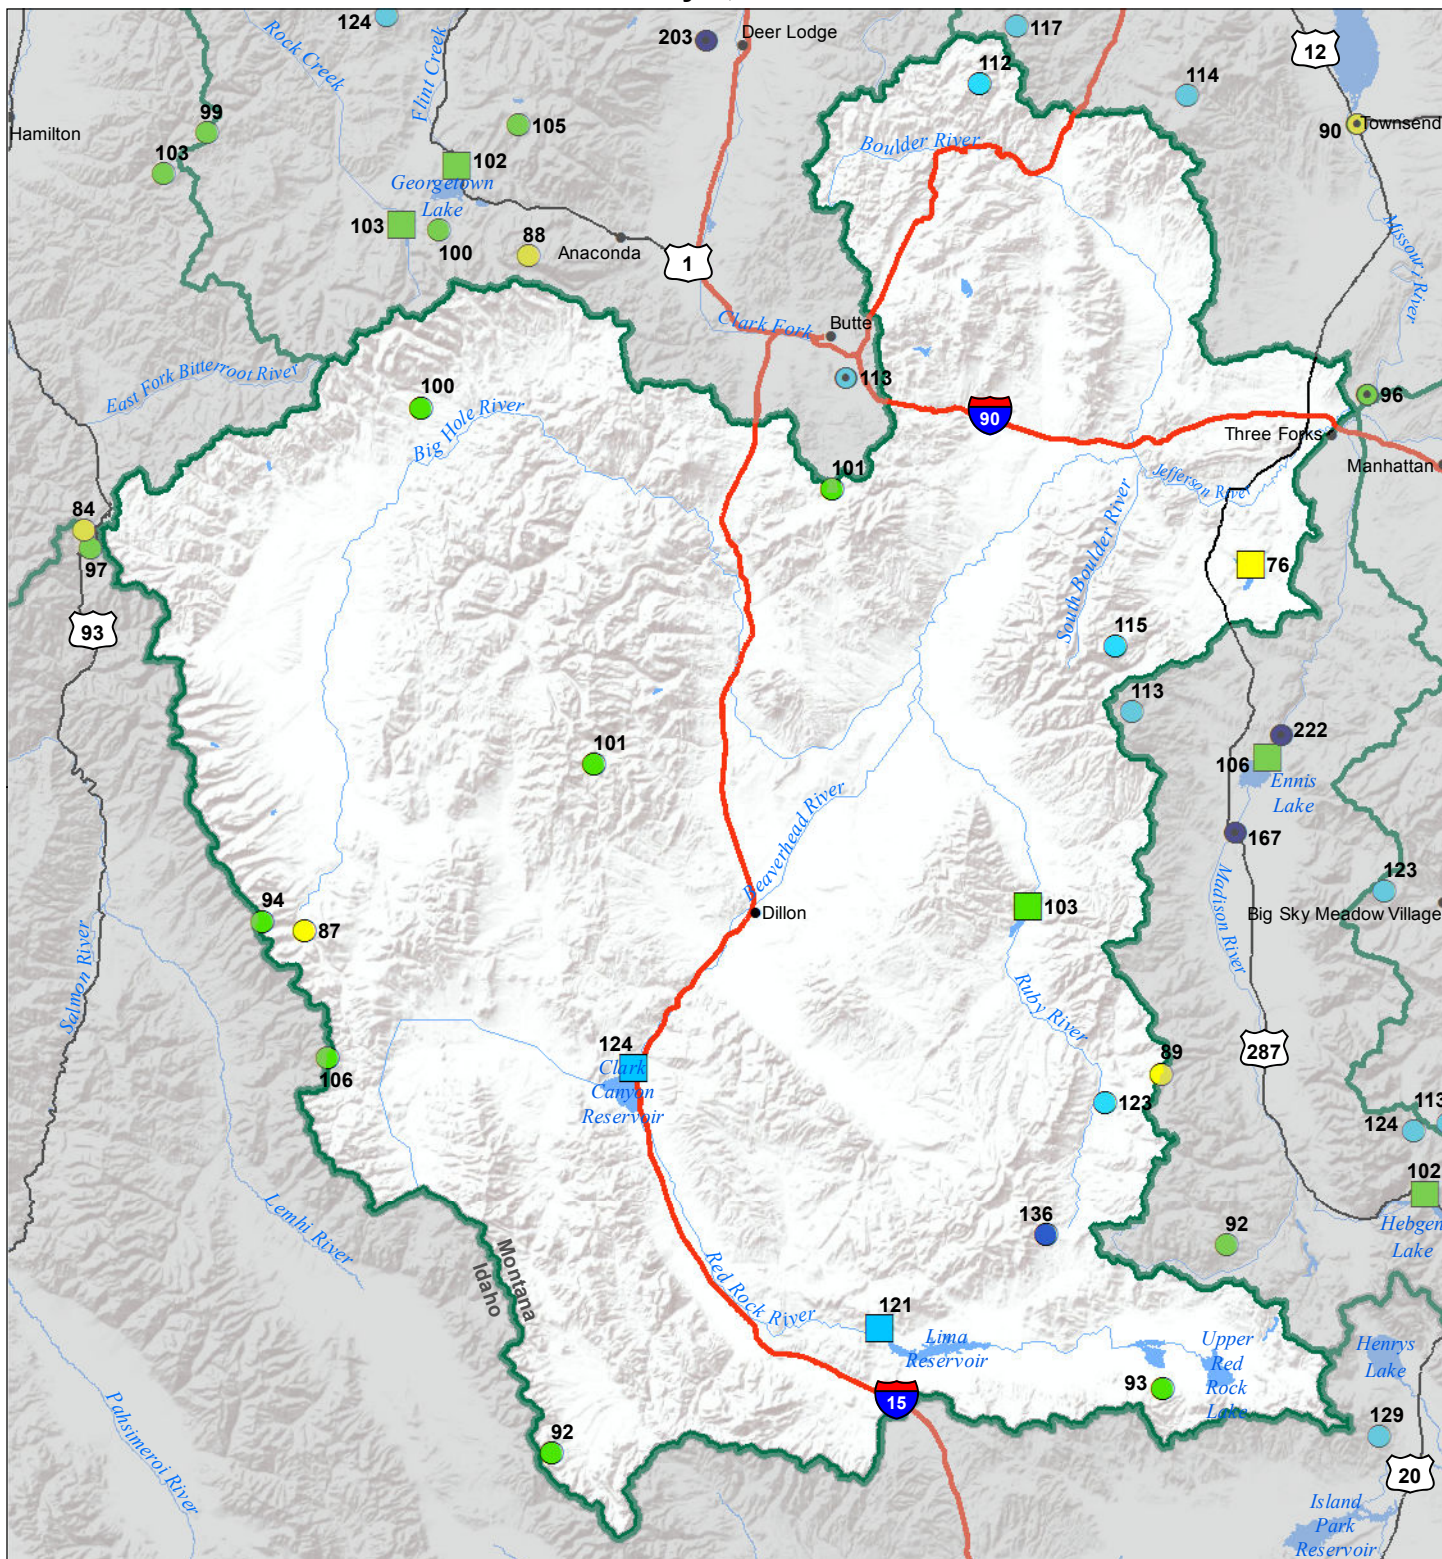 124
Rock Creek
Flint Creek
203
Deer Lodge
117
12
112
114
Hamilton
99
105
90
Townsend
103
102
Boulder River
Georgetown
Lake
103
100
88
Anaconda
1
Missouri River
Clark Fork
Butte
East Fork Bitterroot River
113
100
Big Hole River
96
90
Three Forks
Manhattan
101
Jefferson River
84
97
South Boulder River
76
93
115
113
101
222
106
Ennis
Lake
Beaverhead River
167
123
94
87
Dillon
103
Madison River
Big Sky Meadow Village
Salmon River
Ruby River
106
124
Clark
Canyon
Reservoir
89
287
123
113
124
Lemhi River
102
Hebgen
Lake
136
92
Montana
Idaho
Red Rock River
121
Lima
Reservoir
Upper
Red
Rock
Lake
Henrys
Lake
93
15
Pahsimeroi River
92
129
20
Island
Park
Reservoir